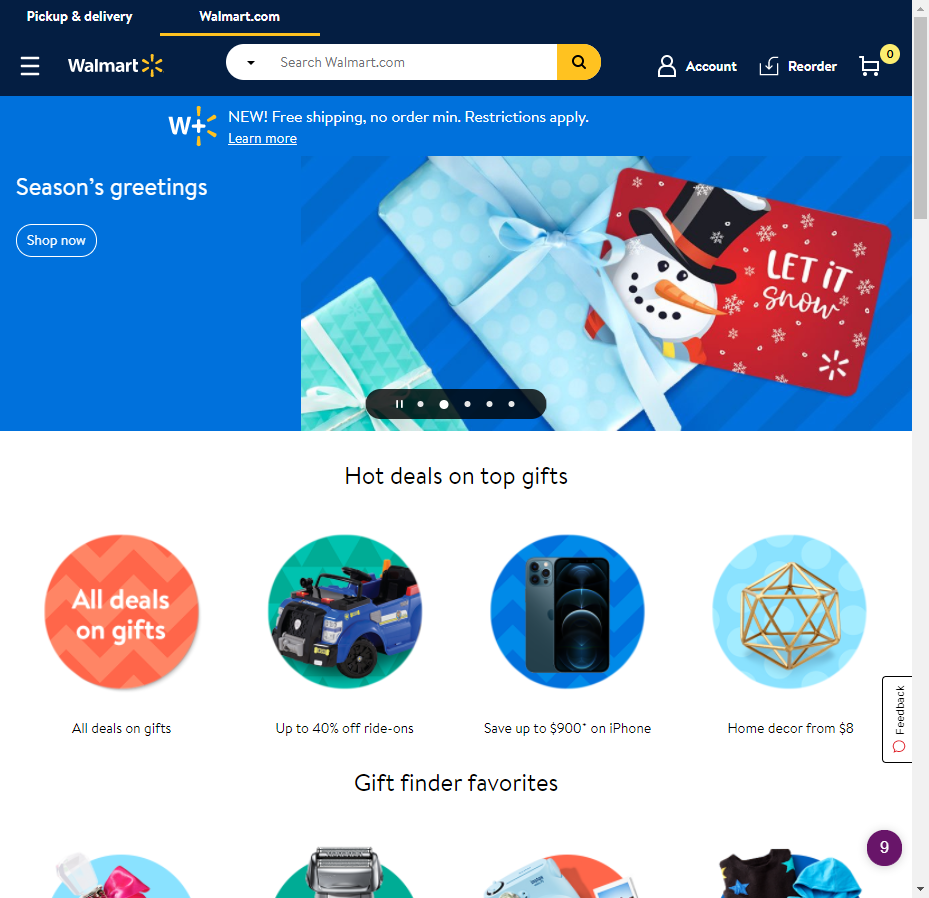 Pickup & delivery
Walmart.com
Walmart
Search Walmart.com
Account
Reorder
0
W+
NEW! Free shipping, no order min. Restrictions apply.
Learn more
Season's greetings
Shop now
LET iT
snow
Hot deals on top gifts
All deals
on gifts
All deals on gifts
Up to 40% off ride-ons
Save up to $900* on iPhone
Home decor from $8
Feedback
Gift finder favorites
9